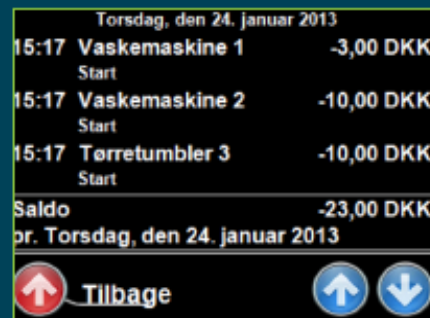 Torsdag, den 24. januar 2013
15:17 Vaskemaskine 1 -3,00 DKK
Start
15:17 Vaskemaskine 2 -10,00 DKK
Start
15:17 Tørretumbler 3 -10,00 DKK
Start
Saldo -23,00 DKK
pr. Torsdag, den 24. januar 2013
Tilbage